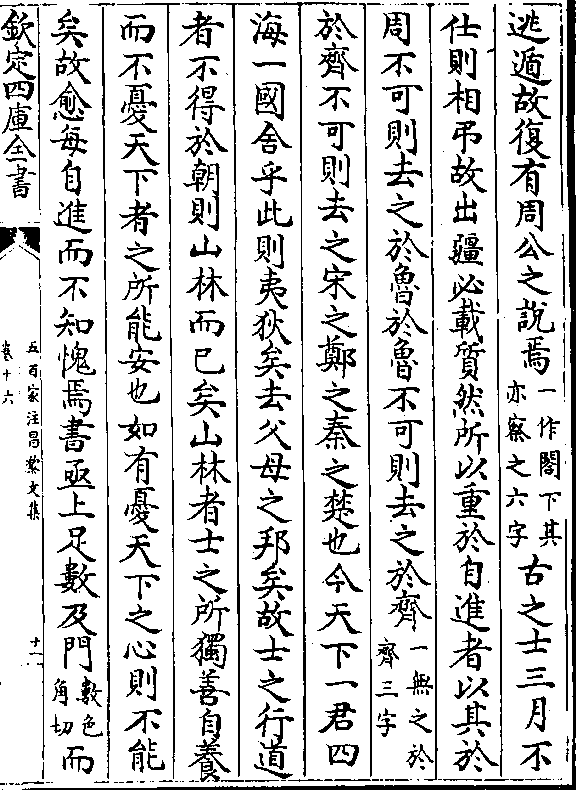 逃遁故復有周公之說焉一作閣下其亦察之六字古之士三月不
仕則相弔故出疆必載質然所以重於自進者以其於
周不可則去之於魯於魯不可則去之於齊一無之於齊三字
於齊不可則去之宋之鄭之秦之楚也今天下一君四
海一國舍乎此則夷狄矣去父母之邦矣故士之行道
者不得於朝則山林而已矣山林者士之所獨善自養
而不憂天下者之所能安也如有憂天下之心則不能
矣故愈每自進而不知愧焉書亟上足數及門數色角切而
欽定四庫全書
五百家注昌黎文集
卷十六
十一